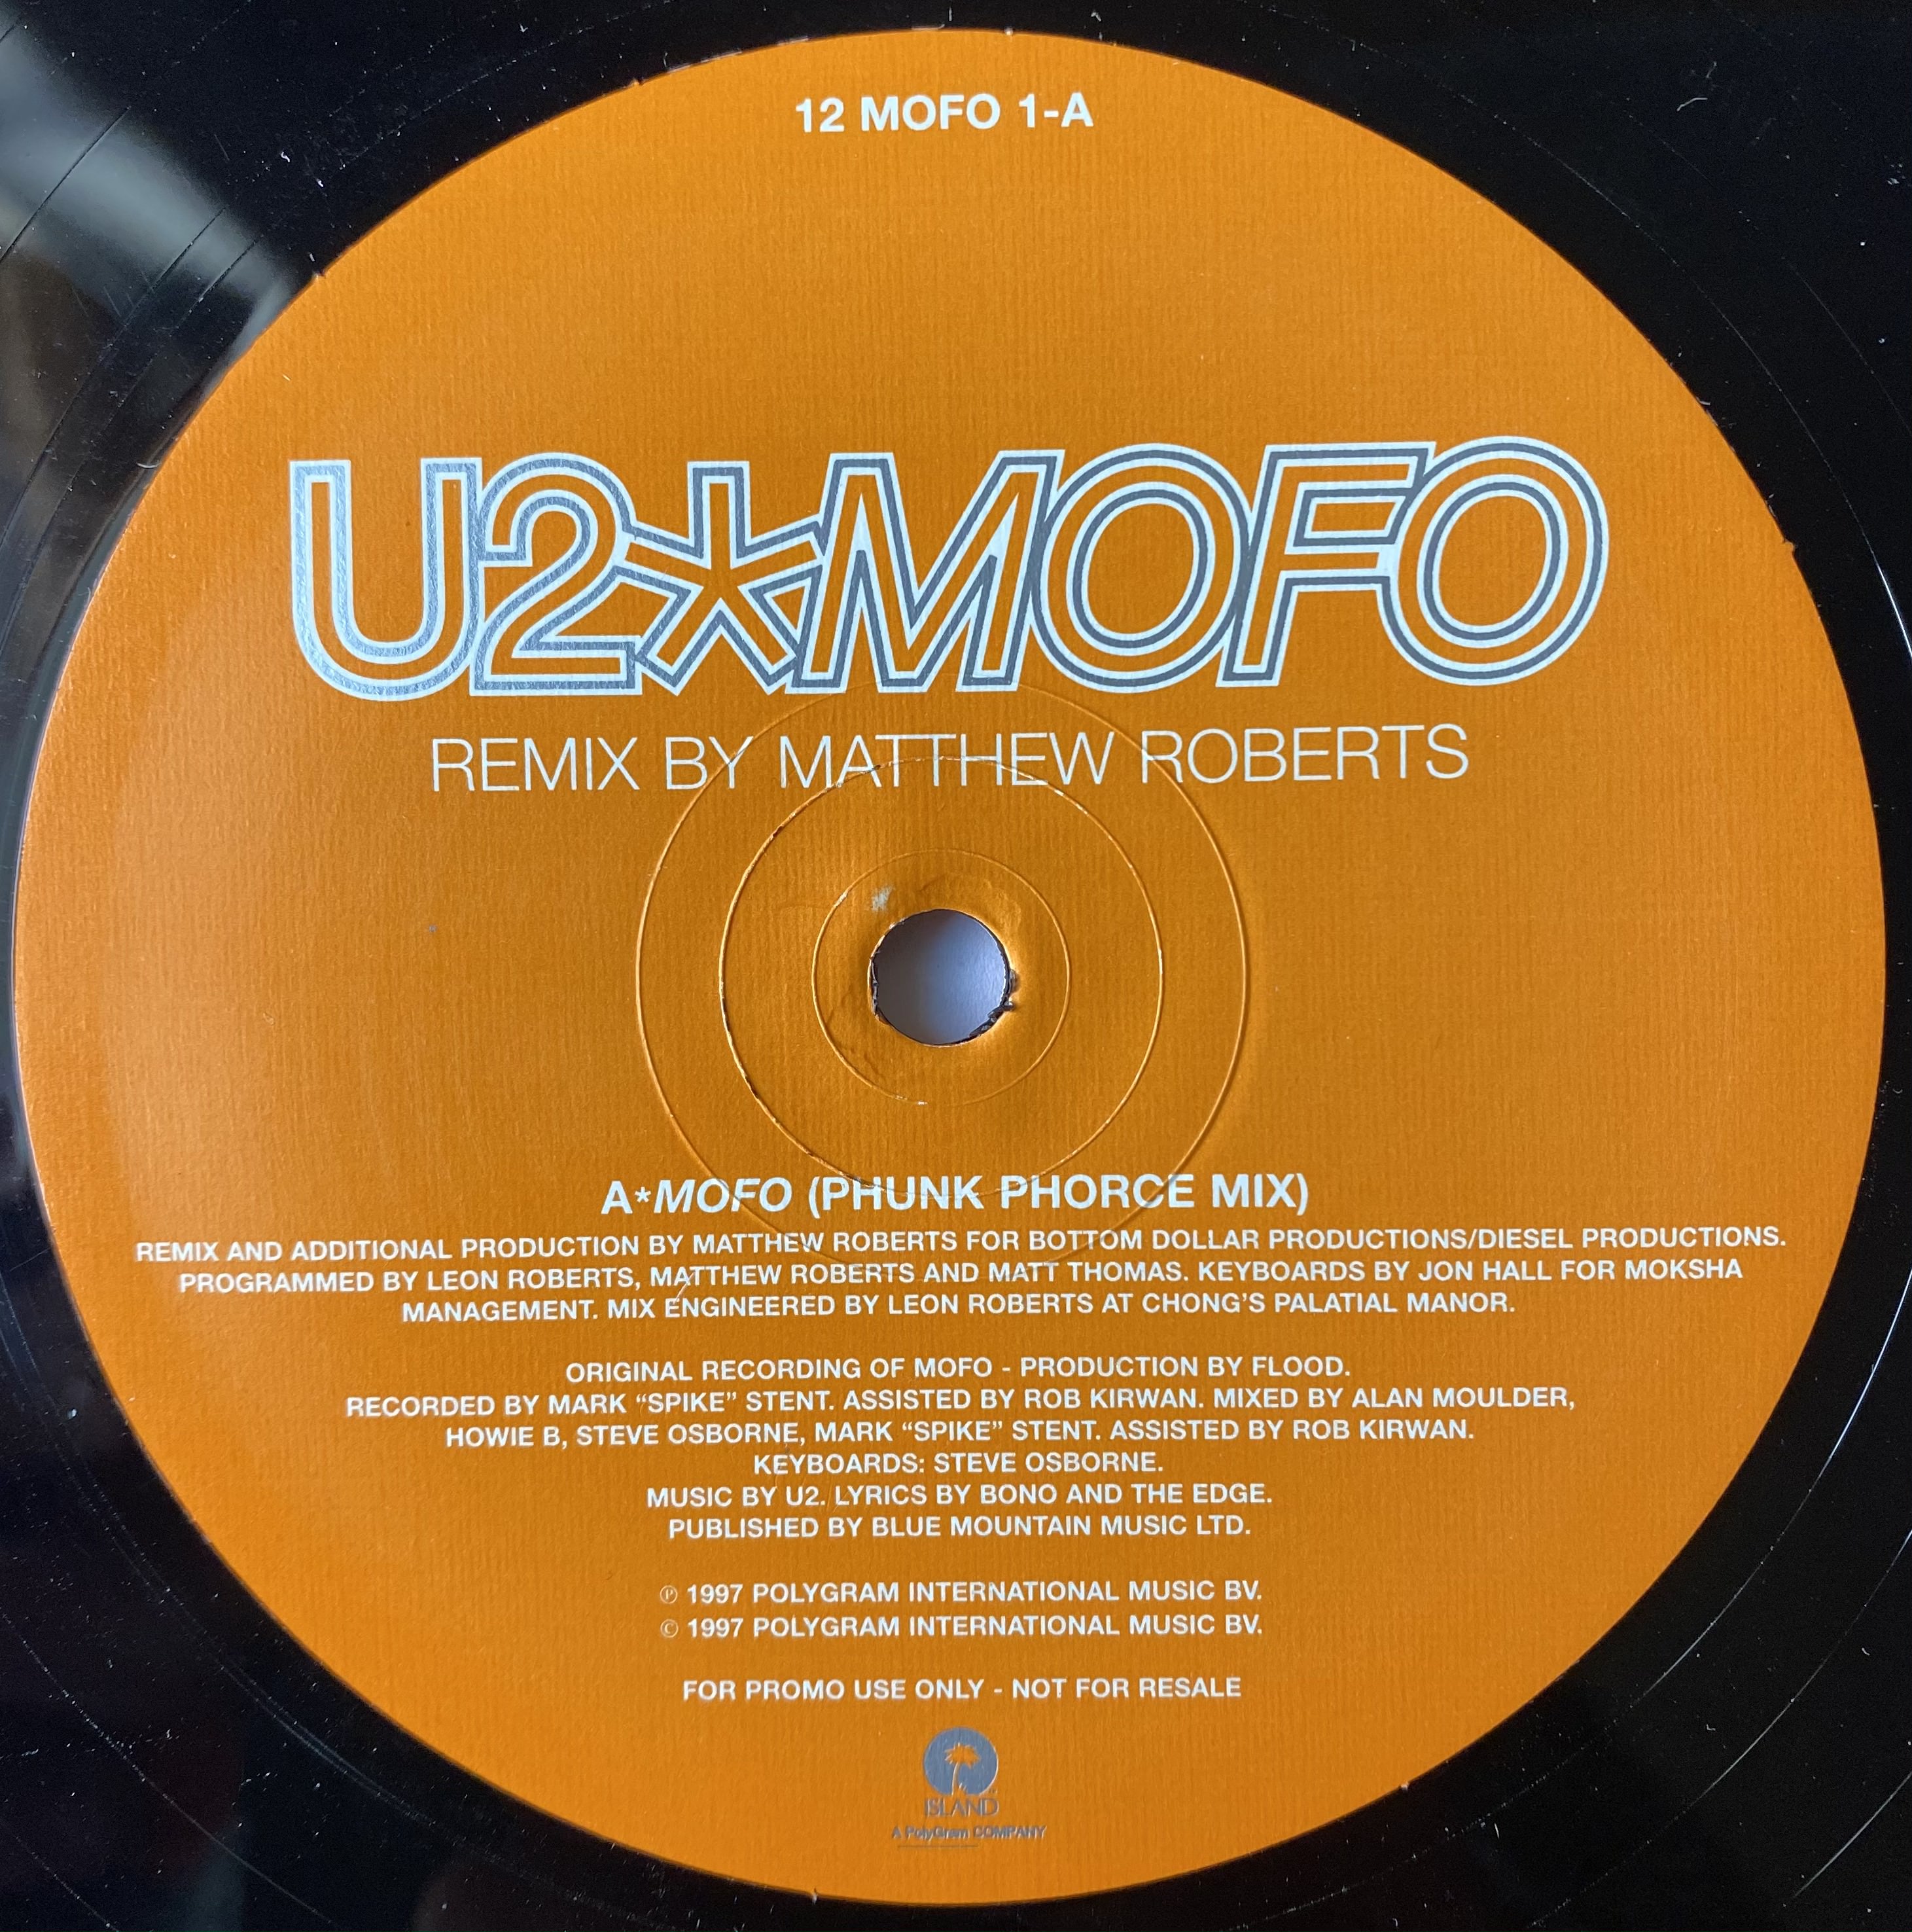 12 MOFO 1-A
U2*MOFO
REMIX BY MATTHEW ROBERTS
A*MOFO (PHUNK PHORCE MIX)
REMIX AND ADDITIONAL PRODUCTION BY MATTHEW ROBERTS FOR BOTTOM DOLLAR PRODUCTIONS/DIESEL PRODUCTIONS.
PROGRAMMED BY LEON ROBERTS, MATTHEW ROBERTS AND MATT THOMAS. KEYBOARDS BY JON HALL FOR MOKSHA
MANAGEMENT. MIX ENGINEERED BY LEON ROBERTS AT CHONG'S PALATIAL MANOR.
ORIGINAL RECORDING OF MOFO - PRODUCTION BY FLOOD.
RECORDED BY MARK “SPIKE” STENT. ASSISTED BY ROB KIRWAN. MIXED BY ALAN MOULDER,
HOWIE B, STEVE OSBORNE, MARK “SPIKE” STENT. ASSISTED BY ROB KIRWAN.
KEYBOARDS: STEVE OSBORNE.
MUSIC BY U2. LYRICS BY BONO AND THE EDGE.
PUBLISHED BY BLUE MOUNTAIN MUSIC LTD.
℗ 1997 POLYGRAM INTERNATIONAL MUSIC BV.
© 1997 POLYGRAM INTERNATIONAL MUSIC BV.
FOR PROMO USE ONLY - NOT FOR RESALE
ISLAND
A PolyGram COMPANY